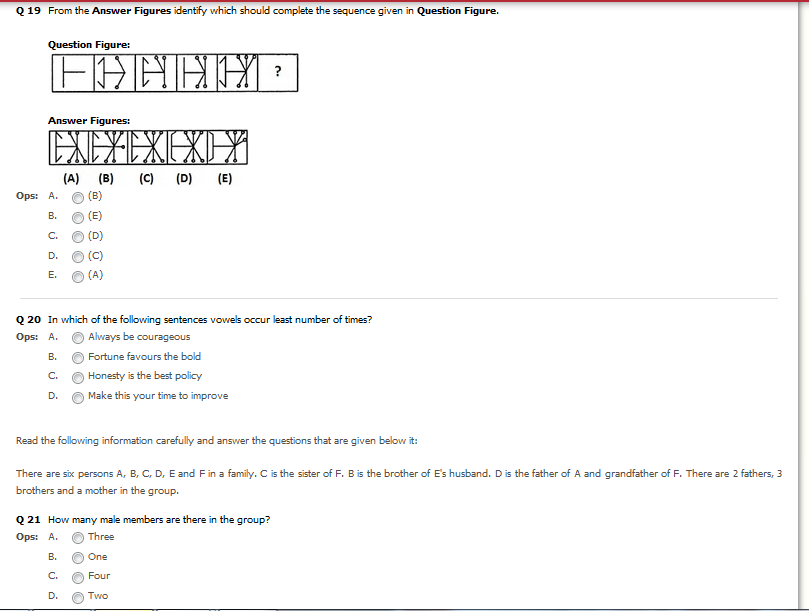 Q 19 From the Answer Figures identify which should complete the sequence given in Question Figure.
Question Figure:
?
Answer Figures:
(A) (B) (C) (D) (E)
Ops: A. (B)
B. (E)
C. (D)
D. (C)
E. (A)
Q 20 In which of the following sentences vowels occur least number of times?
Ops: A. Always be courageous
B. Fortune favours the bold
C. Honesty is the best policy
D. Make this your time to improve
Read the following information carefully and answer the questions that are given below it:
There are six persons A, B, C, D, E and F in a family. C is the sister of F. B is the brother of E's husband. D is the father of A and grandfather of F. There are 2 fathers, 3
brothers and a mother in the group.
Q 21 How many male members are there in the group?
Ops: A. Three
B. One
C. Four
D. Two